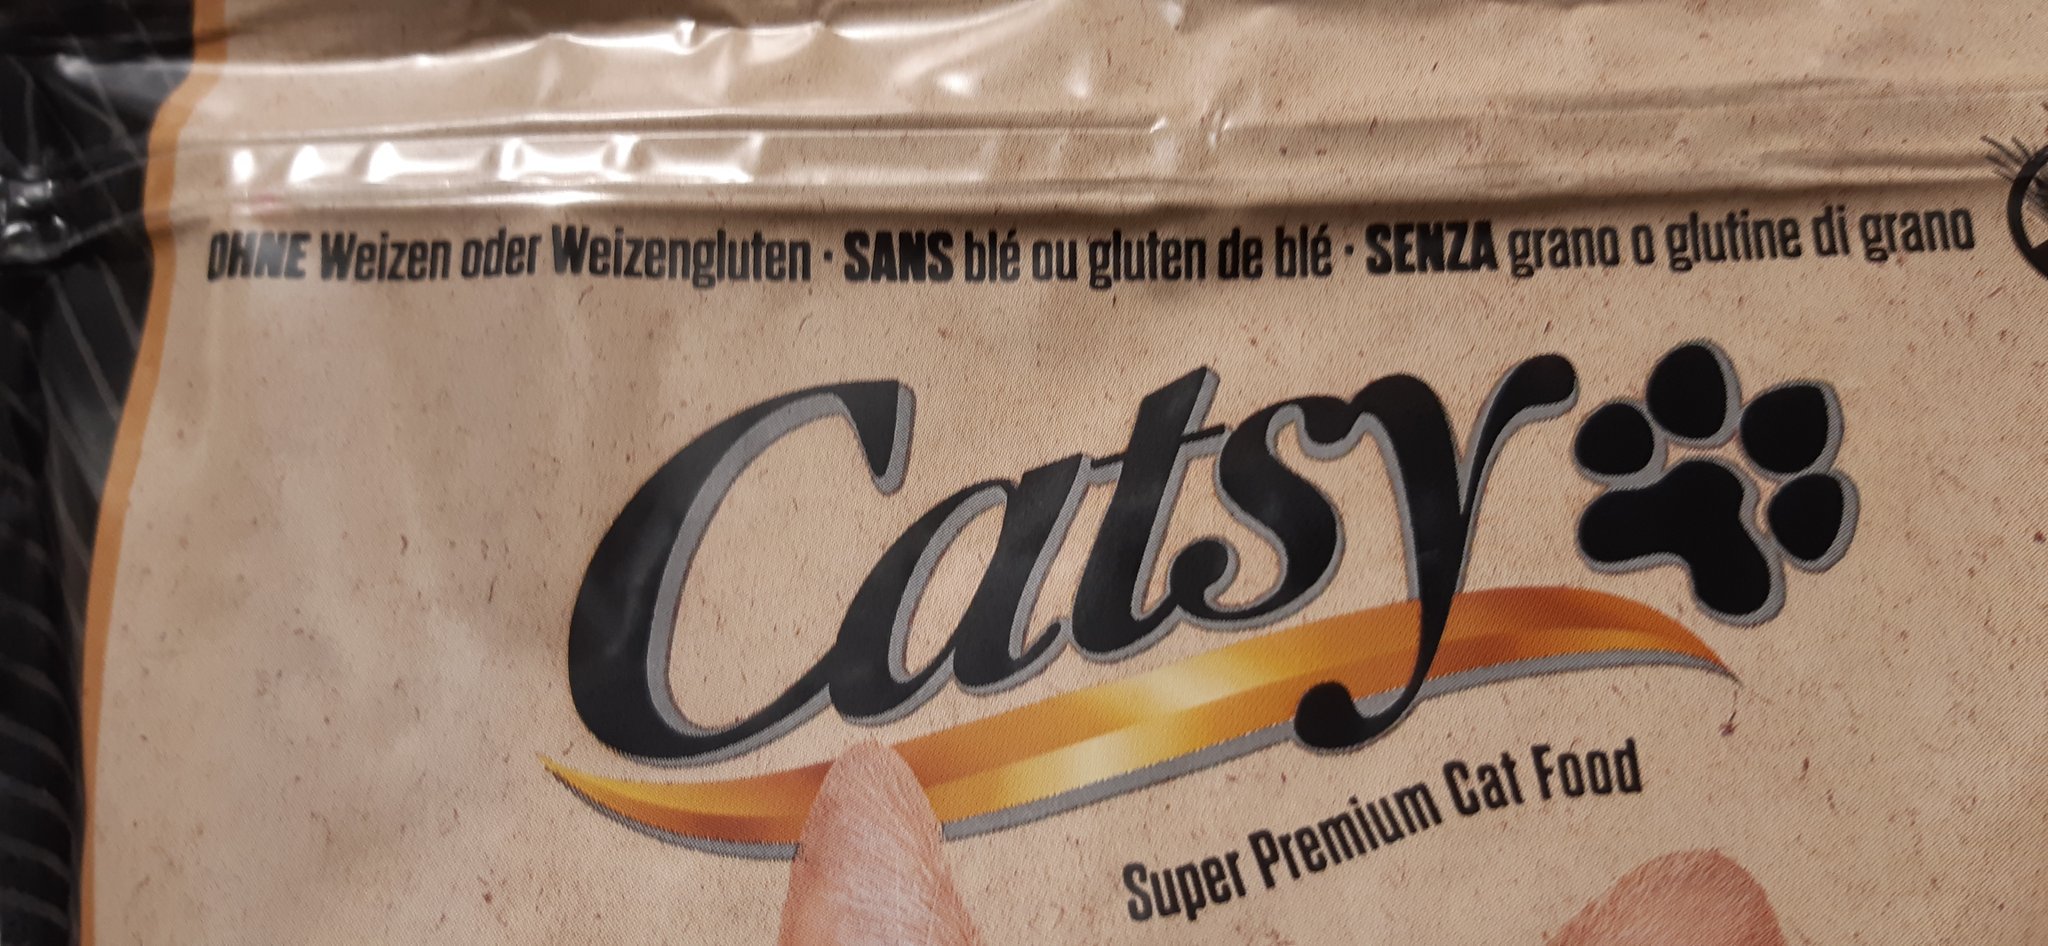 OHNE Weizen oder Weizengluten · SANS blé ou gluten de blé · SENZA grano o glutine di grano
Catsy
Super Premium Cat Food